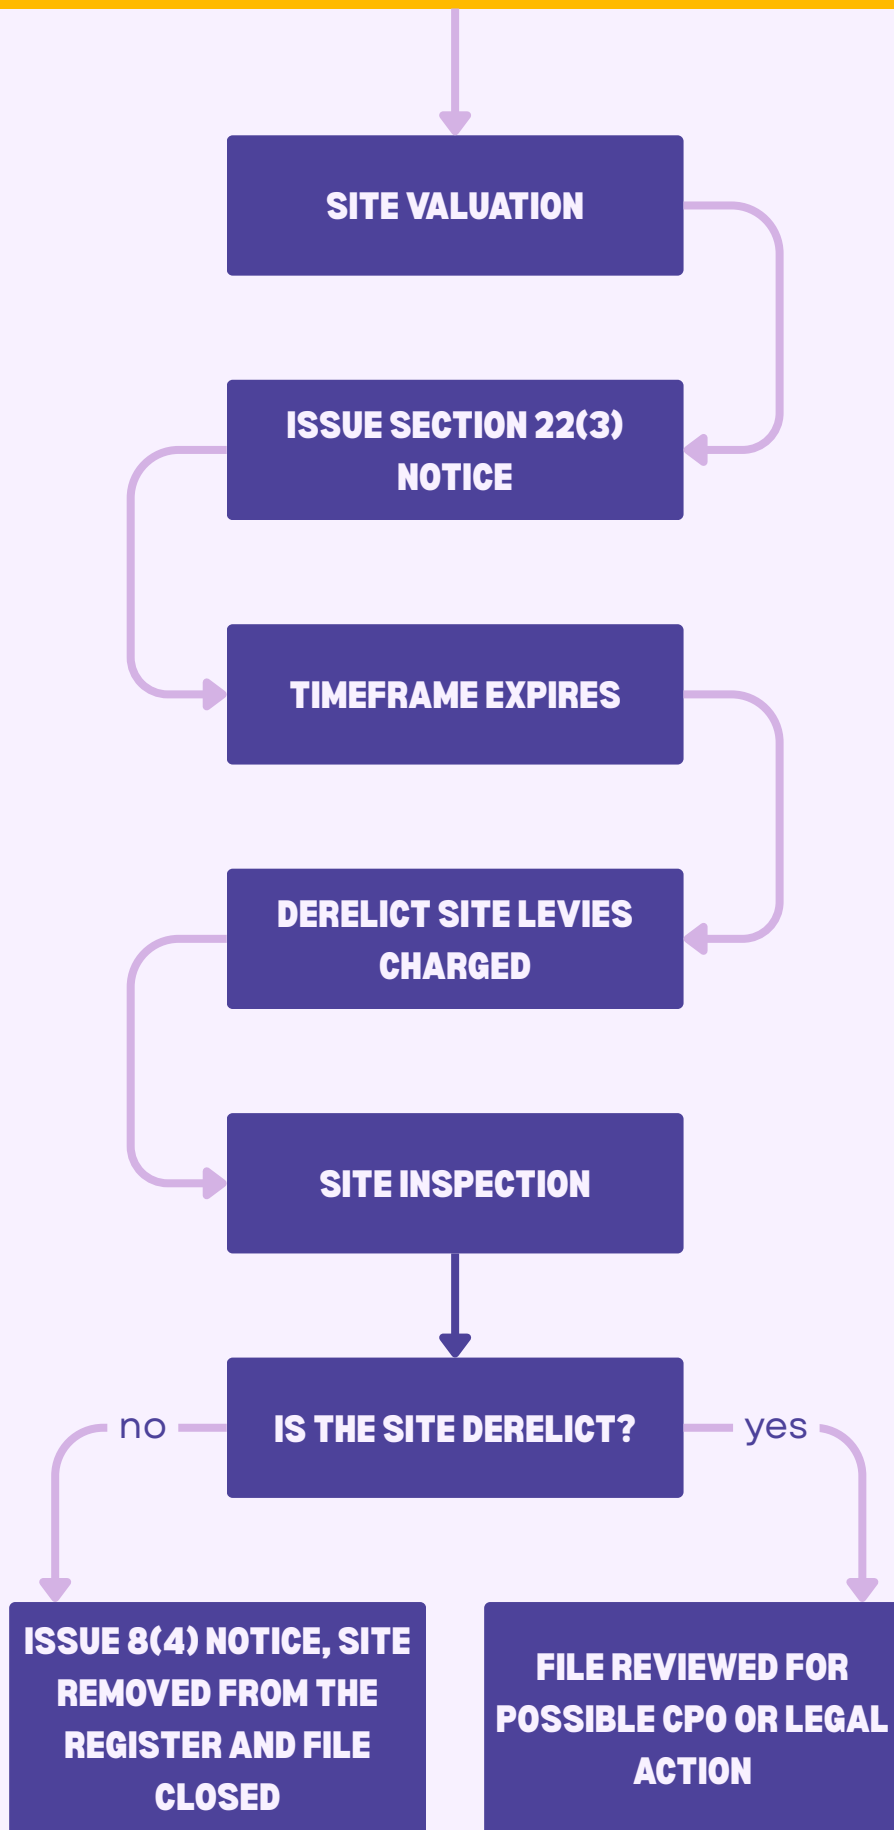 SITE VALUATION
ISSUE SECTION 22(3)
NOTICE
TIMEFRAME EXPIRES
DERELICT SITE LEVIES
CHARGED
SITE INSPECTION
IS THE SITE DERELICT?
no
yes
ISSUE 8(4) NOTICE, SITE
REMOVED FROM THE
REGISTER AND FILE
CLOSED
FILE REVIEWED FOR
POSSIBLE CPO OR LEGAL
ACTION